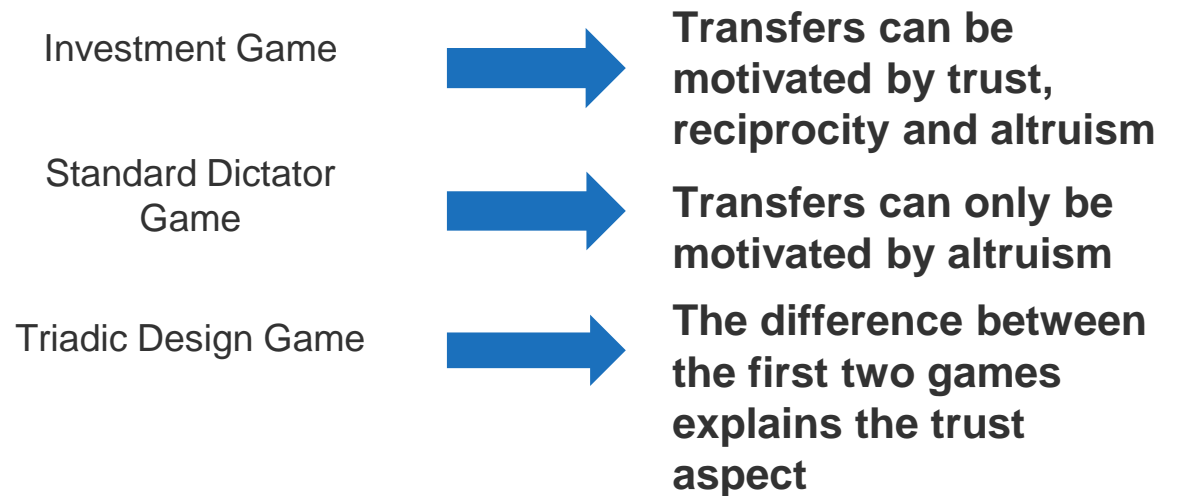 Investment Game
Transfers can be
motivated by trust,
reciprocity and altruism
Standard Dictator
Game
Transfers can only be
motivated by altruism
Triadic Design Game
The difference between
the first two games
explains the trust
aspect